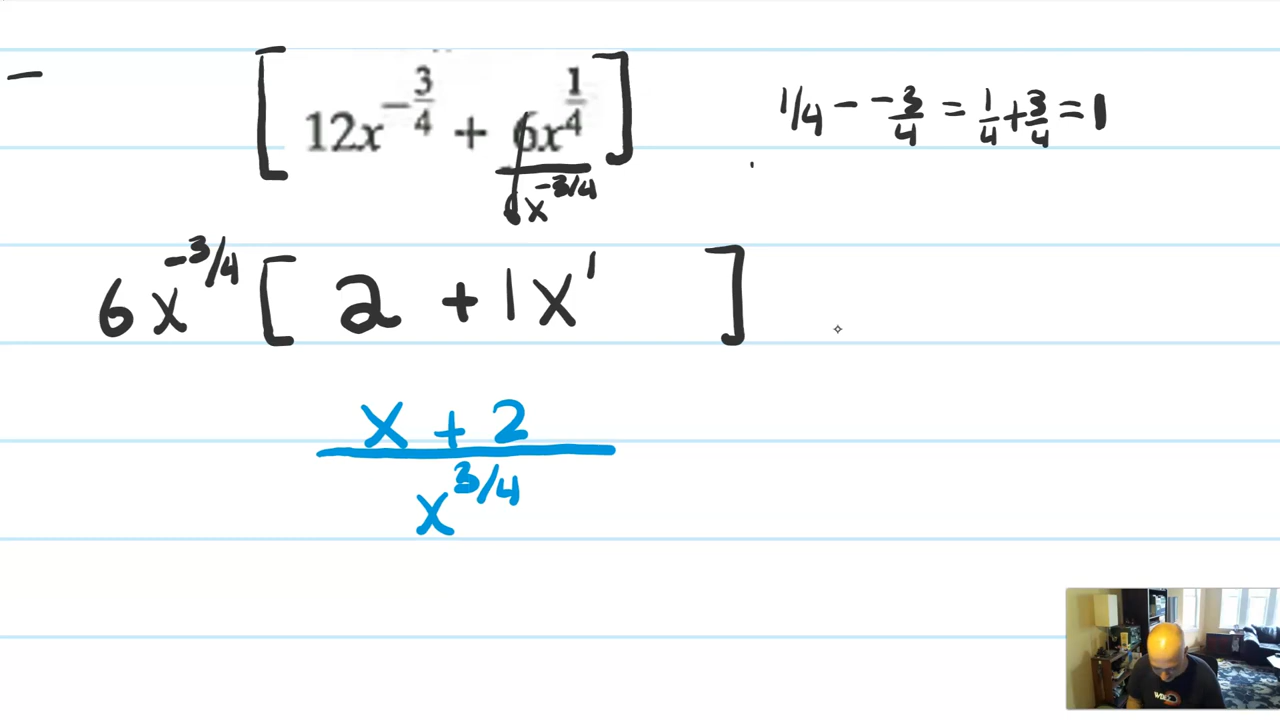 [ 12x^{-3/4} + 6x^{1/4} / 6x^{-3/4} ]
1/4 - -3/4 = 1/4 + 3/4 = 1
6x^{-3/4} [ 2 + 1x^1 ]
x + 2 / x^{3/4}